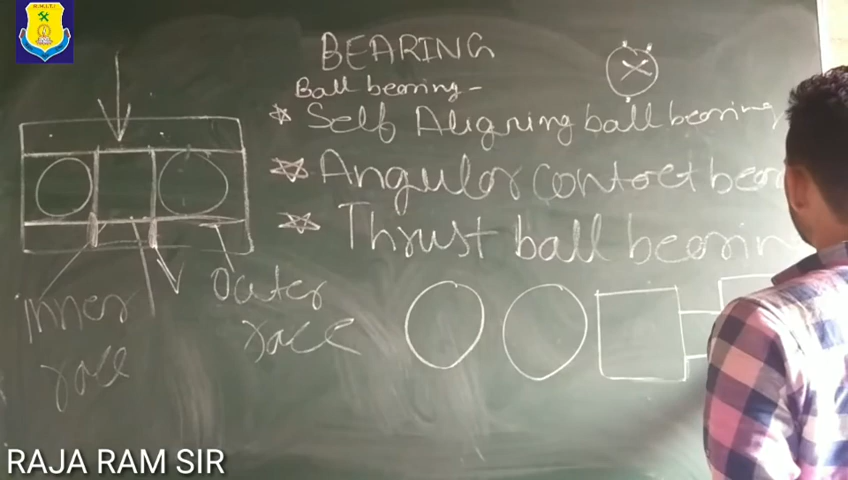 B.M.I.T.
BEARING
Ball bearing -
Self Aligning ball bearing
Angular contact bear
Thrust ball bearin
inner race
outer race
RAJA RAM SIR